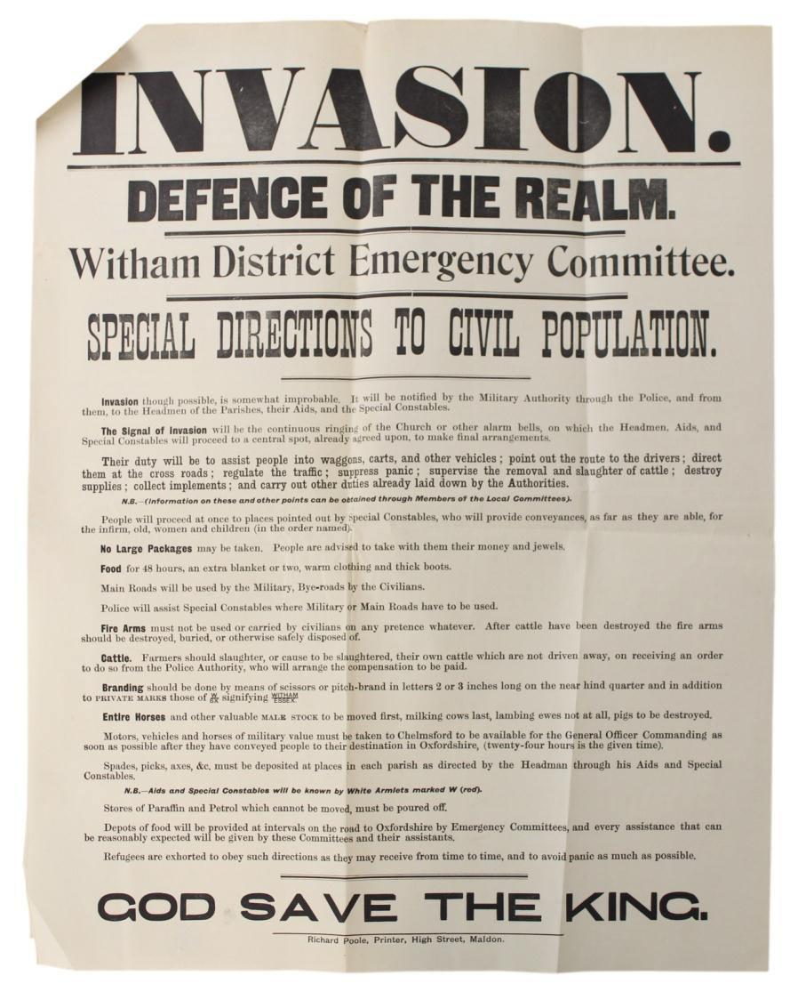 INVASION.
DEFENCE OF THE REALM.
Witham District Emergency Committee.
SPECIAL DIRECTIONS TO CIVIL POPULATION.
Invasion though possible, is somewhat improbable. It will be notified by the Military Authority through the Police, and from
them, to the Headmen of the Parishes, their Aids, and the Special Constables.
The Signal of Invasion will be the continuous ringing of the Church or other alarm bells, on which the Headmen, Aids, and
Special Constables will proceed to a central spot, already agreed upon, to make final arrangements.
Their duty will be to assist people into waggons, carts, and other vehicles; point out the route to the drivers; direct
them at the cross roads; regulate the traffic; suppress panic; supervise the removal and slaughter of cattle; destroy
supplies; collect implements; and carry out other duties already laid down by the Authorities.
N.B.—(Information on these and other points can be obtained through Members of the Local Committees).
People will proceed at once to places pointed out by Special Constables, who will provide conveyances, as far as they are able, for
the infirm, old, women and children (in the order named).
No Large Packages may be taken. People are advised to take with them their money and jewels.
Food for 48 hours, an extra blanket or two, warm clothing and thick boots.
Main Roads will be used by the Military, Bye-roads by the Civilians.
Police will assist Special Constables where Military or Main Roads have to be used.
Fire Arms must not be used or carried by civilians on any pretence whatever. After cattle have been destroyed the fire arms
should be destroyed, buried, or otherwise safely disposed of.
Cattle. Farmers should slaughter, or cause to be slaughtered, their own cattle which are not driven away, on receiving an order
to do so from the Police Authority, who will arrange the compensation to be paid.
Branding should be done by means of scissors or pitch-brand in letters 2 or 3 inches long on the near hind quarter and in addition
to PRIVATE MARKS those of W. SX signifying WITHAM ESSEX.
Entire Horses and other valuable MALE STOCK to be moved first, milking cows last, lambing ewes not at all, pigs to be destroyed.
Motors, vehicles and horses of military value must be taken to Chelmsford to be available for the General Officer Commanding as
soon as possible after they have conveyed people to their destination in Oxfordshire, (twenty-four hours is the given time).
Spades, picks, axes, &c. must be deposited at places in each parish as directed by the Headman through his Aids and Special
Constables.
N.B.—Aids and Special Constables will be known by White Armlets marked W (red).
Stores of Paraffin and Petrol which cannot be moved, must be poured off.
Depots of food will be provided at intervals on the road to Oxfordshire by Emergency Committees, and every assistance that can
be reasonably expected will be given by these Committees and their assistants.
Refugees are exhorted to obey such directions as they may receive from time to time, and to avoid panic as much as possible.
GOD SAVE THE KING.
Richard Poole, Printer, High Street, Maldon.